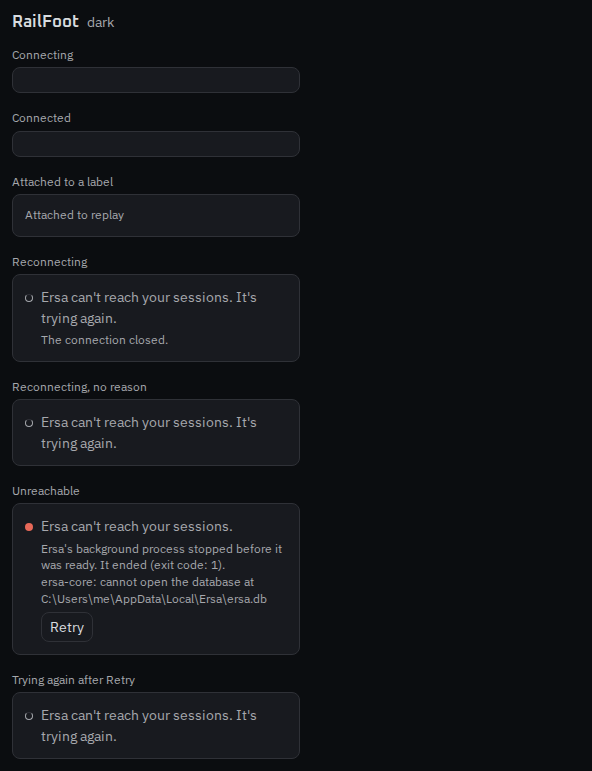 RailFoot dark
Connecting
Connected
Attached to a label
Attached to replay
Reconnecting
Ersa can't reach your sessions. It's
trying again.
The connection closed.
Reconnecting, no reason
Ersa can't reach your sessions. It's
trying again.
Unreachable
Ersa can't reach your sessions.
Ersa's background process stopped before it
was ready. It ended (exit code: 1).
ersa-core: cannot open the database at
C:\Users\me\AppData\Local\Ersa\ersa.db
Retry
Trying again after Retry
Ersa can't reach your sessions. It's
trying again.